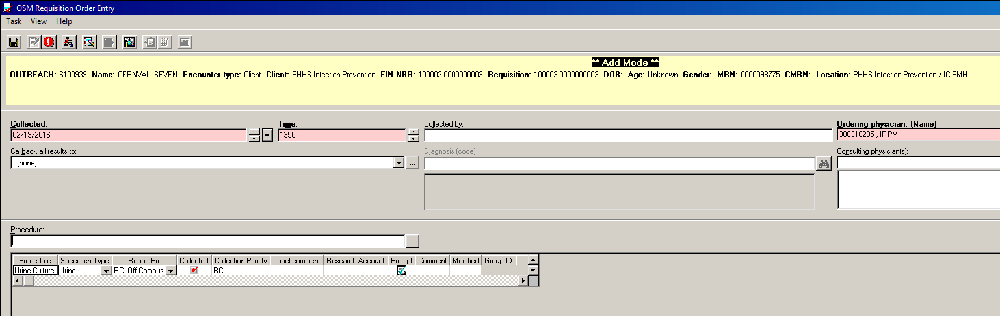 OSM Requisition Order Entry
Task View Help
** Add Mode **
OUTREACH: 6100939 Name: CERNVAL, SEVEN Encounter type: Client Client: PHHS Infection Prevention FIN NBR: 100003-0000000003 Requisition: 100003-0000000003 DOB: Age: Unknown Gender: MRN: 0000098775 CMRN: Location: PHHS Infection Prevention / IC PMH
Collected: Time: Collected by: Ordering physician: (Name)
02/19/2016 1350 306318205 , IF PMH
Callback all results to: Diagnosis (code) Consulting physician(s):
(none) ...
Procedure:
...
Procedure Specimen Type Report Pri. Collected Collection Priority Label comment Research Account Prompt Comment Modified Group ID ...
Urine Culture Urine RC -Off Campus RC